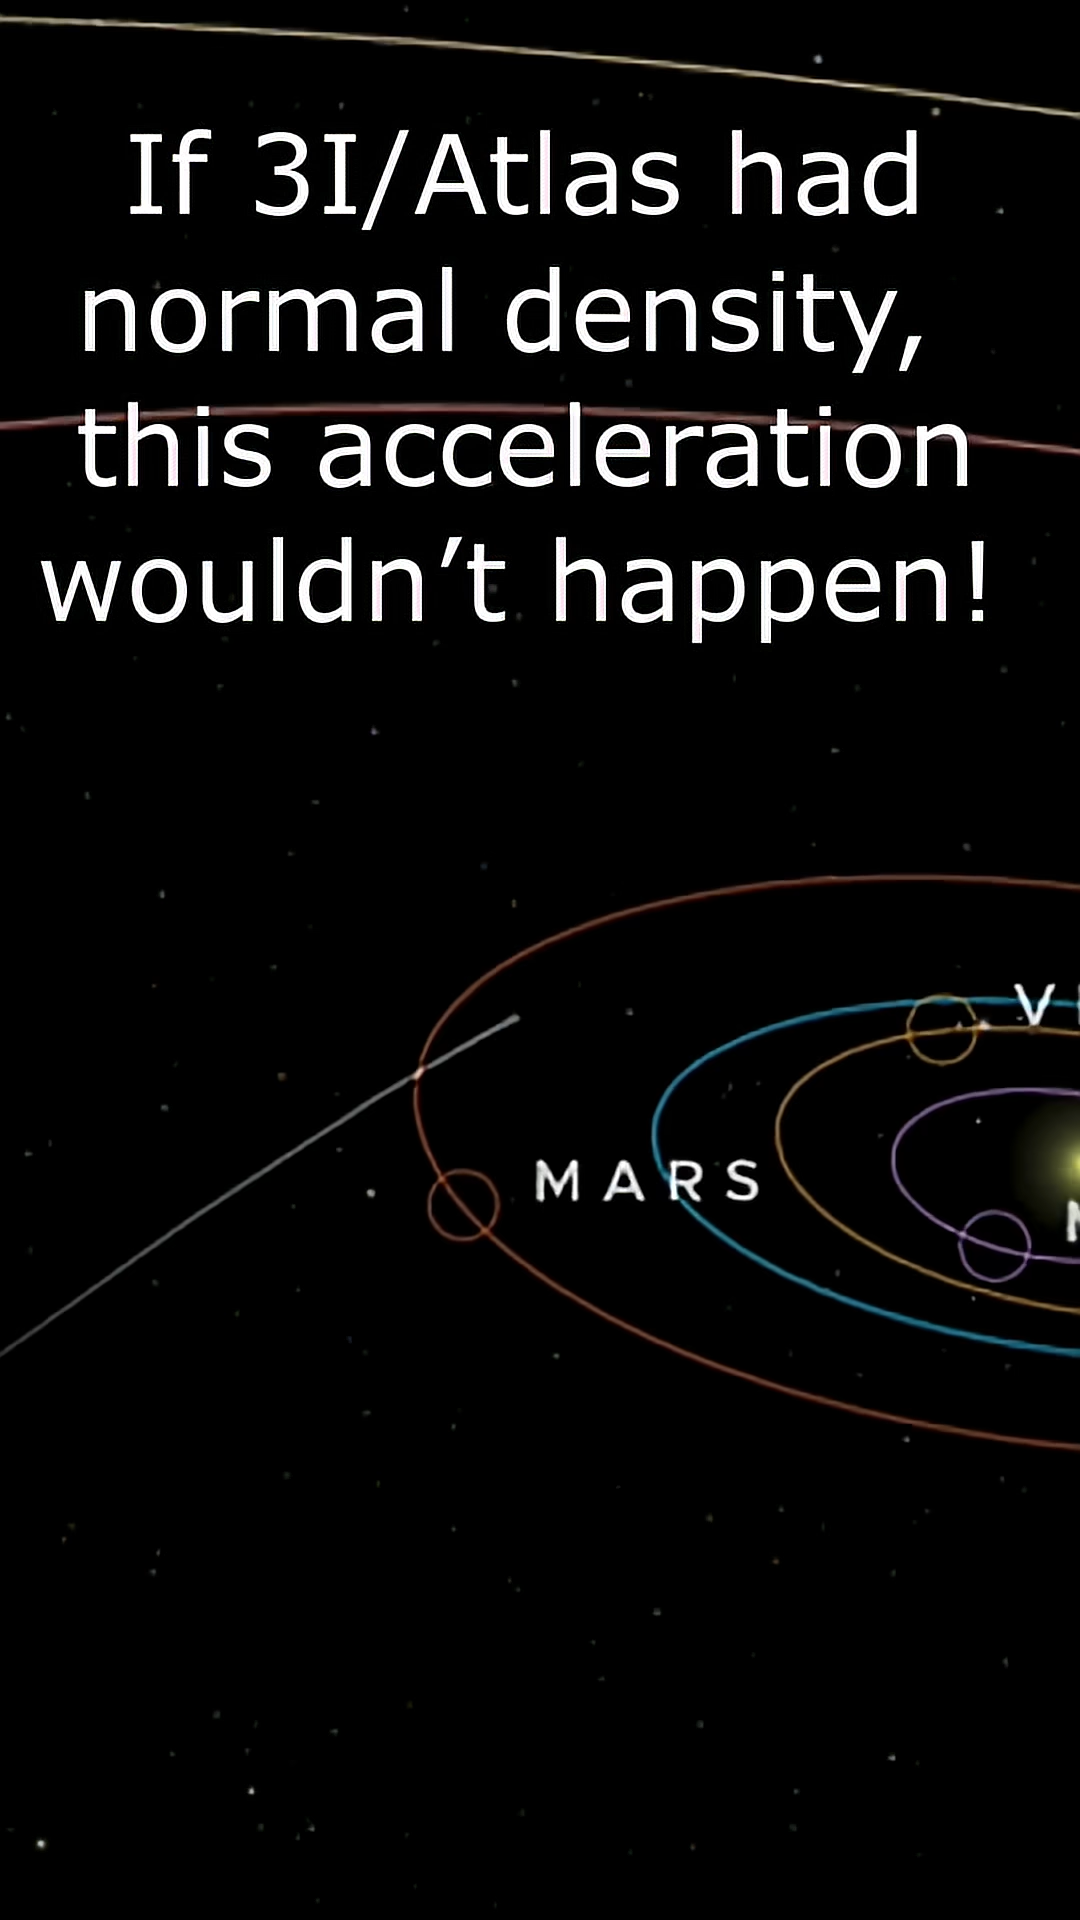 If 3I/Atlas had
normal density,
this acceleration
wouldn’t happen!
MARS